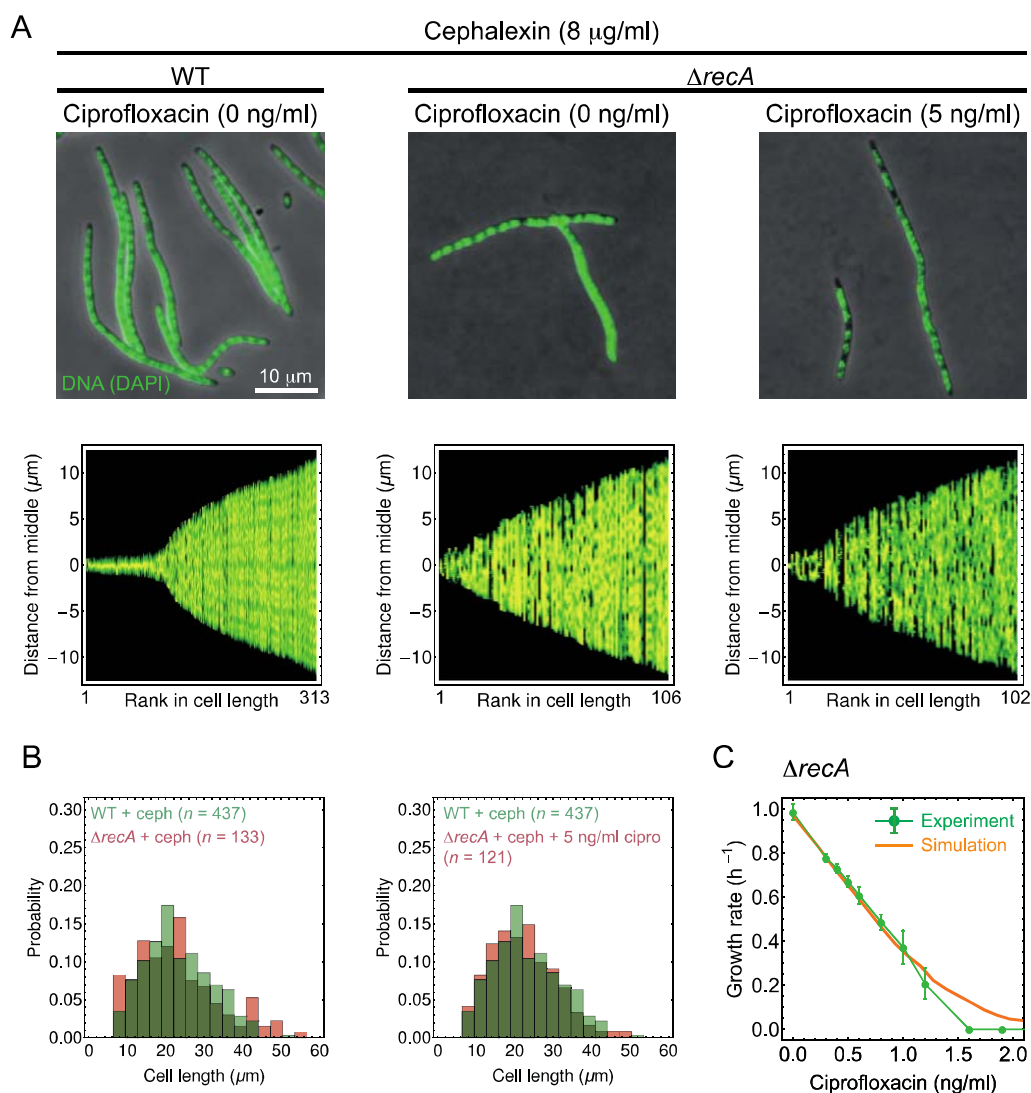 A
Cephalexin (8 µg/ml)
WT
ΔrecA
Ciprofloxacin (0 ng/ml)
Ciprofloxacin (0 ng/ml)
Ciprofloxacin (5 ng/ml)
DNA (DAPI)
10 µm
Distance from middle (µm)
10
5
0
−5
−10
1
Rank in cell length
313
Distance from middle (µm)
10
5
0
−5
−10
1
Rank in cell length
106
Distance from middle (µm)
10
5
0
−5
−10
1
Rank in cell length
102
B
WT + ceph (n = 437)
ΔrecA + ceph (n = 133)
Probability
0.30
0.25
0.20
0.15
0.10
0.05
0.00
0 10 20 30 40 50 60
Cell length (µm)
WT + ceph (n = 437)
ΔrecA + ceph + 5 ng/ml cipro
(n = 121)
Probability
0.30
0.25
0.20
0.15
0.10
0.05
0.00
0 10 20 30 40 50 60
Cell length (µm)
C
ΔrecA
Experiment
Simulation
Growth rate (h⁻¹)
1.0
0.8
0.6
0.4
0.2
0.0
0.0 0.5 1.0 1.5 2.0
Ciprofloxacin (ng/ml)